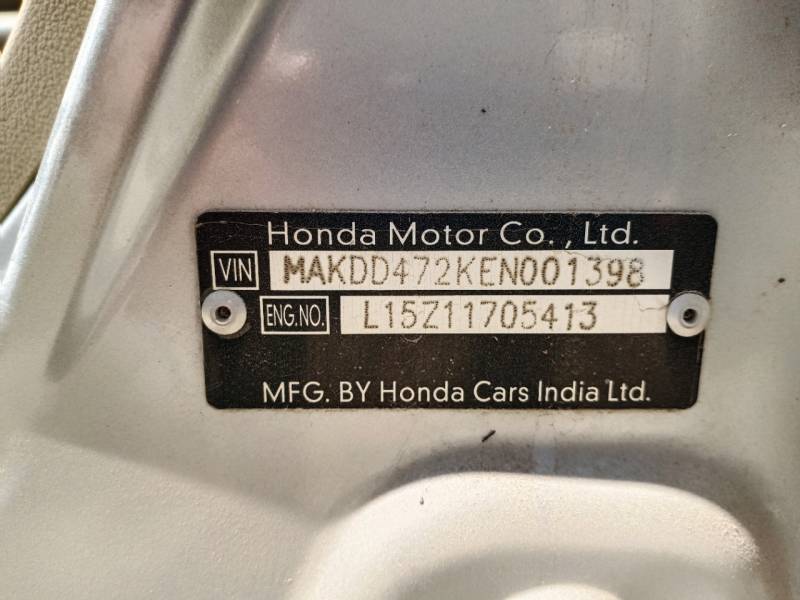 Honda Motor Co., Ltd.
VIN MAKDD472KEN001398
ENG.NO. L15Z11705413
MFG. BY Honda Cars India Ltd.